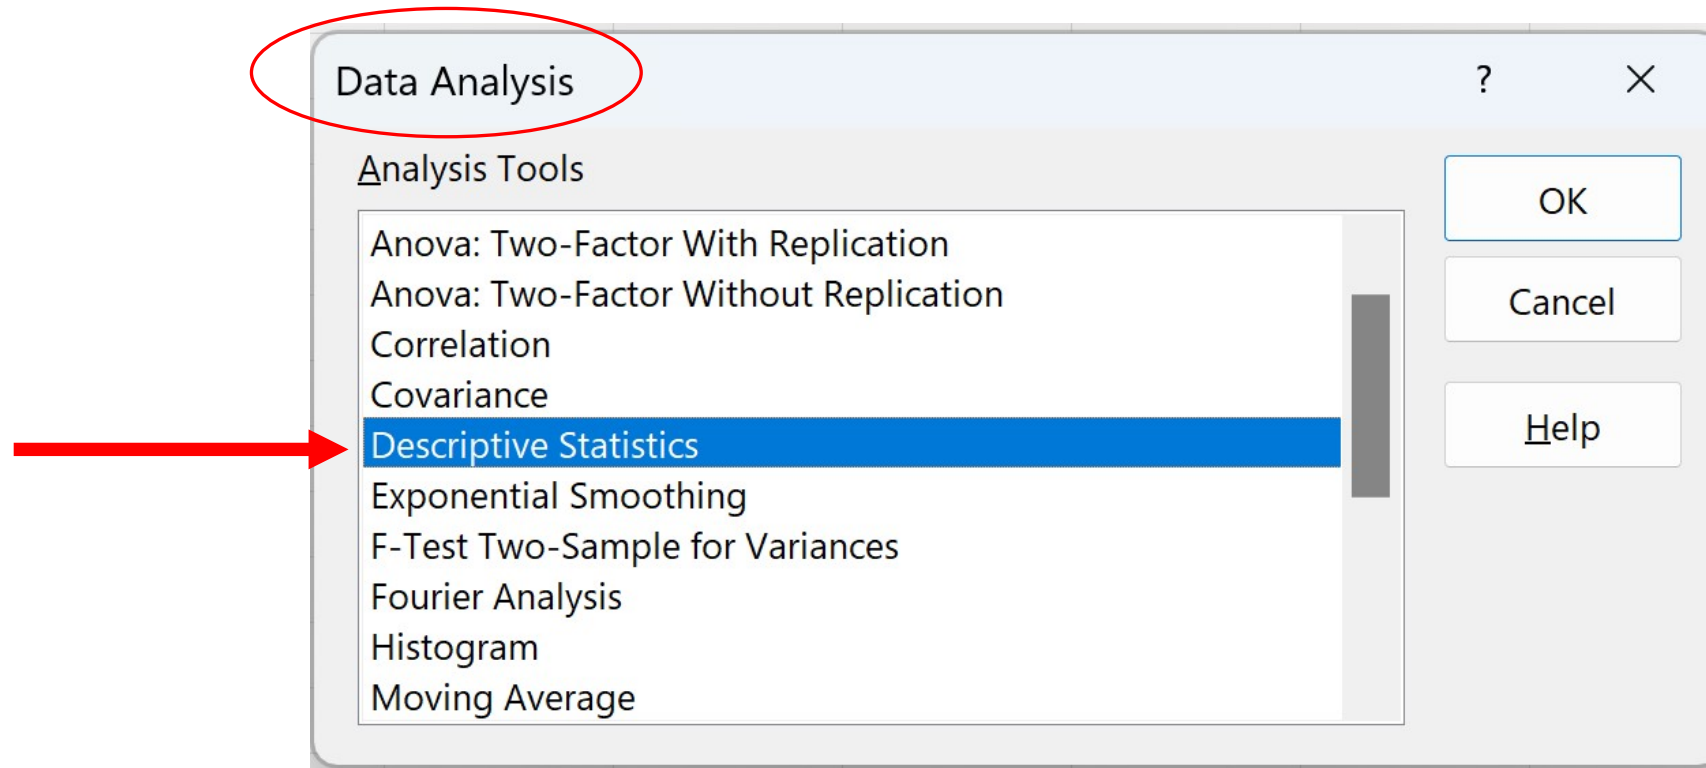 Data Analysis
?
Analysis Tools
Anova: Two-Factor With Replication
Anova: Two-Factor Without Replication
Correlation
Covariance
Descriptive Statistics
Exponential Smoothing
F-Test Two-Sample for Variances
Fourier Analysis
Histogram
Moving Average
OK
Cancel
Help